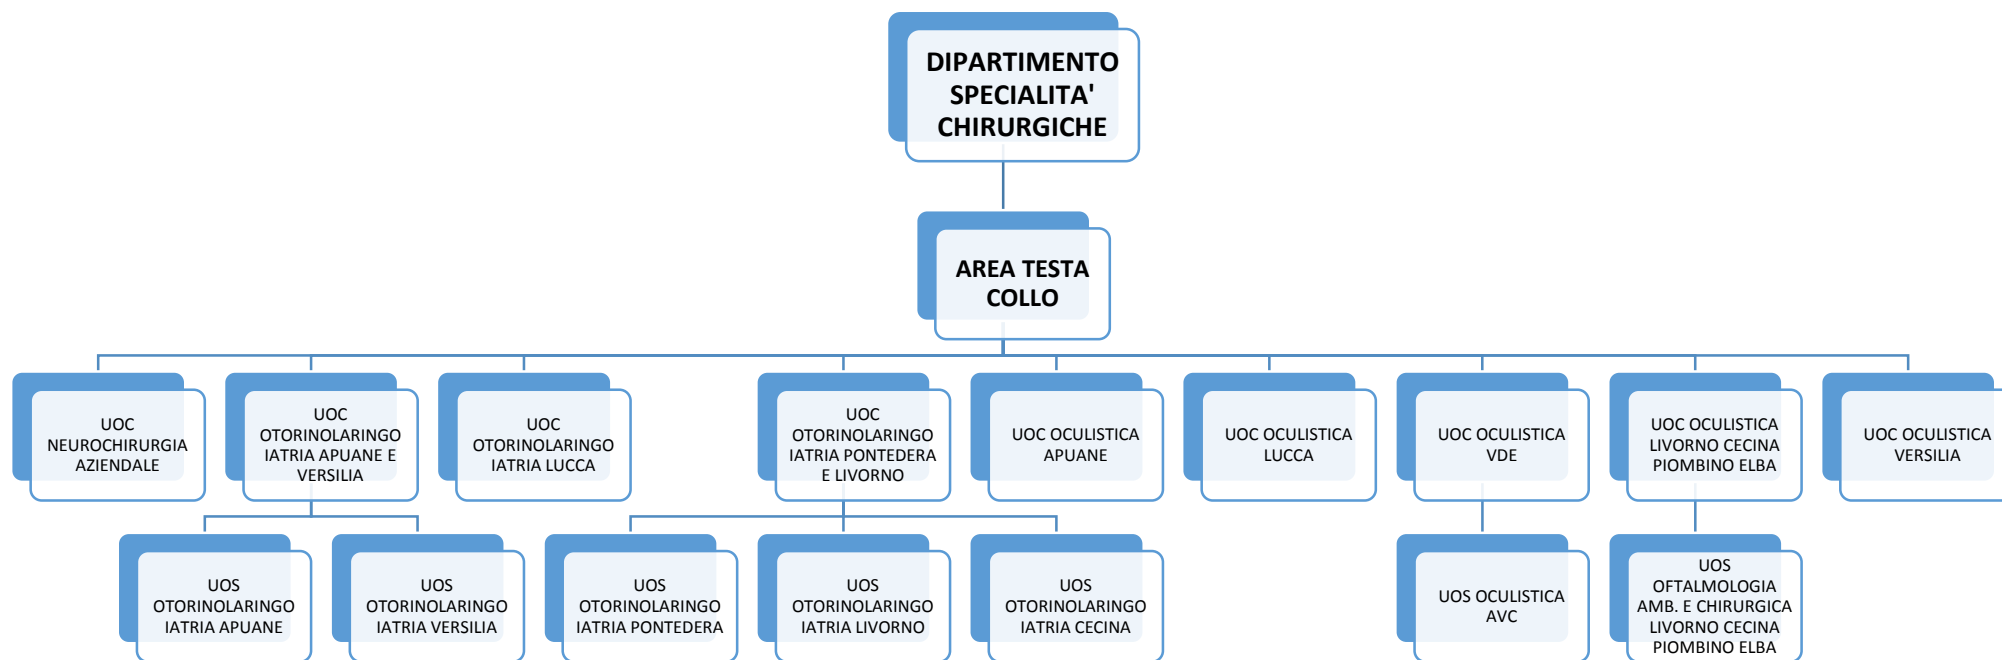 DIPARTIMENTO
SPECIALITA'
CHIRURGICHE
AREA TESTA
COLLO
UOC
NEUROCHIRURGIA
AZIENDALE
UOC
OTORINOLARINGO
IATRIA APUANE E
VERSILIA
UOC
OTORINOLARINGO
IATRIA LUCCA
UOC
OTORINOLARINGO
IATRIA PONTEDERA
E LIVORNO
UOC OCULISTICA
APUANE
UOC OCULISTICA
LUCCA
UOC OCULISTICA
VDE
UOC OCULISTICA
LIVORNO CECINA
PIOMBINO ELBA
UOC OCULISTICA
VERSILIA
UOS
OTORINOLARINGO
IATRIA APUANE
UOS
OTORINOLARINGO
IATRIA VERSILIA
UOS
OTORINOLARINGO
IATRIA PONTEDERA
UOS
OTORINOLARINGO
IATRIA LIVORNO
UOS
OTORINOLARINGO
IATRIA CECINA
UOS OCULISTICA
AVC
UOS
OFTALMOLOGIA
AMB. E CHIRURGICA
LIVORNO CECINA
PIOMBINO ELBA